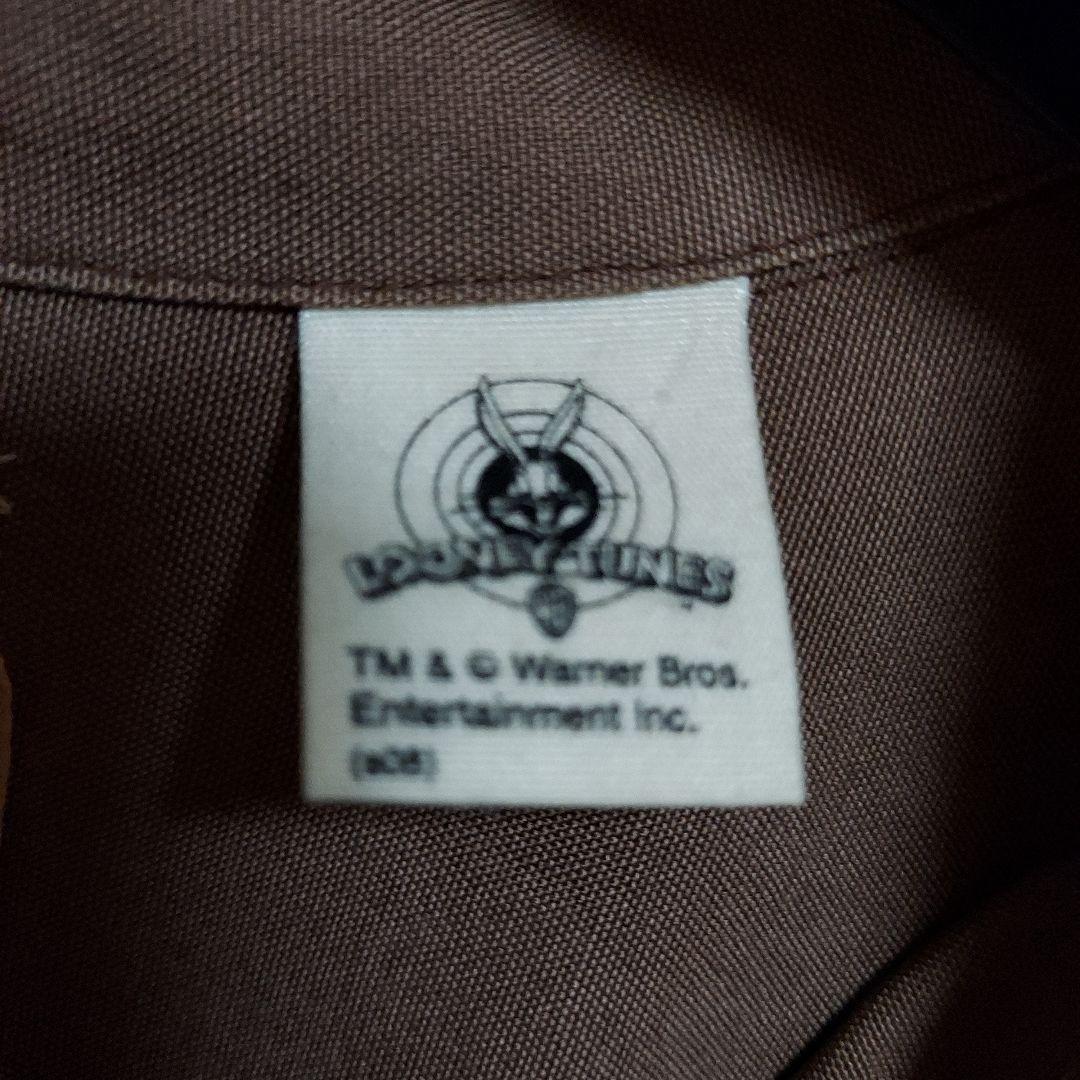 LOONEY TUNES
TM & © Warner Bros.
Entertainment Inc.
(s08)